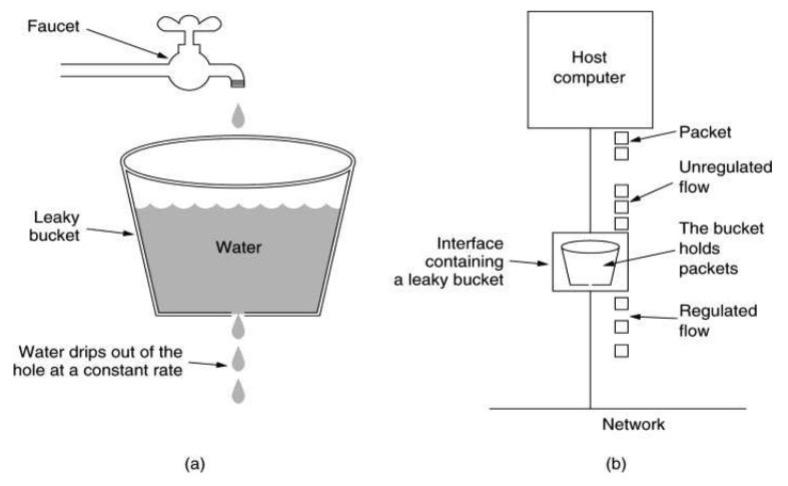 Faucet
Leaky
bucket
Water
Water drips out of the
hole at a constant rate
(a)
Host
computer
Packet
Unregulated
flow
The bucket
holds
packets
Interface
containing
a leaky bucket
Regulated
flow
Network
(b)